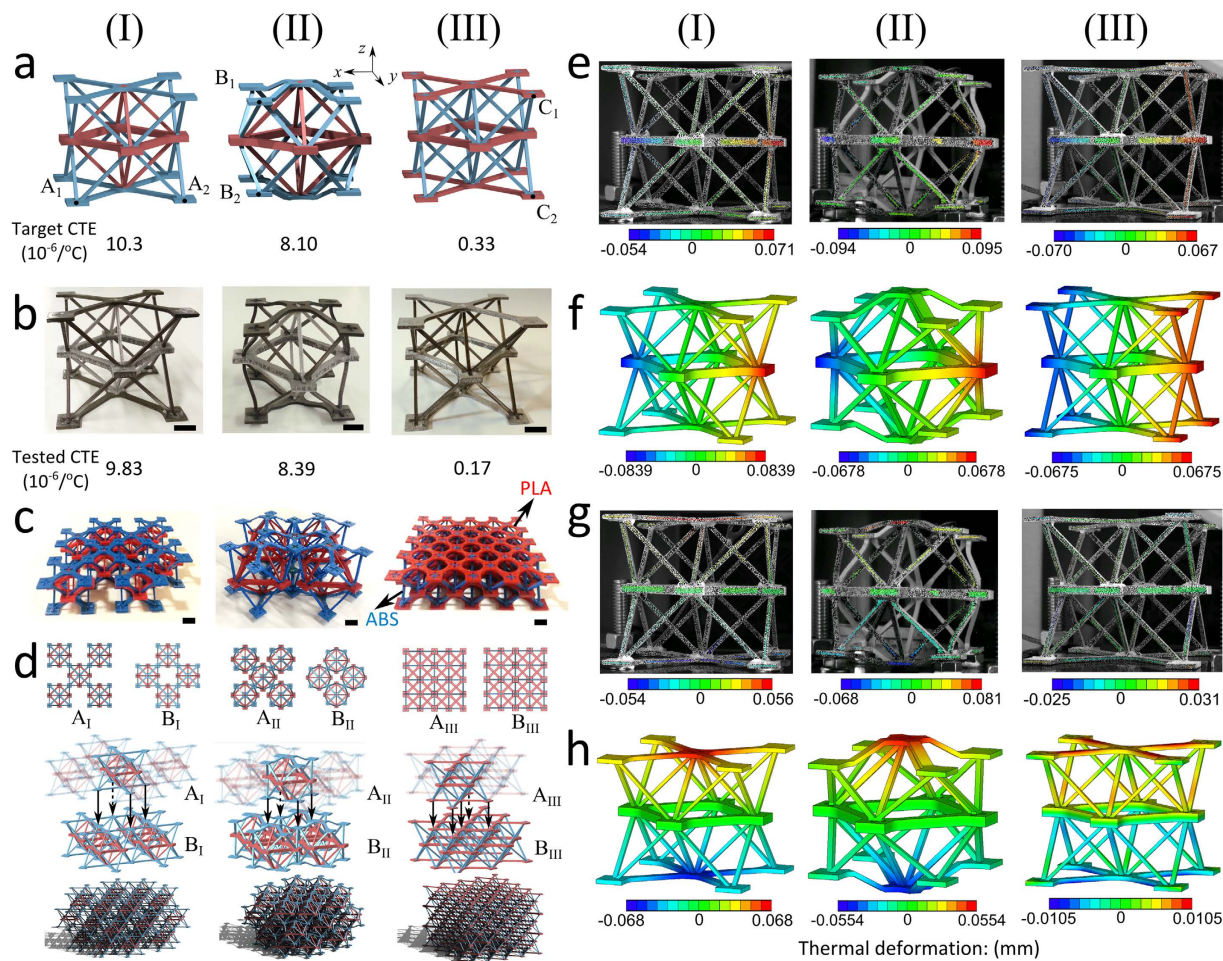 (I) (II) (III)
a
z
x y
B1
B2
A1 A2
C1
C2
Target CTE
(10⁻⁶/°C)
10.3 8.10 0.33
b
Tested CTE
(10⁻⁶/°C)
9.83 8.39 0.17
c
PLA
ABS
d
AI BI AII BII AIII BIII
AI AII AIII
BI BII BIII
(I) (II) (III)
e
-0.054 0 0.071 -0.094 0 0.095 -0.070 0 0.067
f
-0.0839 0 0.0839 -0.0678 0 0.0678 -0.0675 0 0.0675
g
-0.054 0 0.056 -0.068 0 0.081 -0.025 0 0.031
h
-0.068 0 0.068 -0.0554 0 0.0554 -0.0105 0 0.0105
Thermal deformation: (mm)